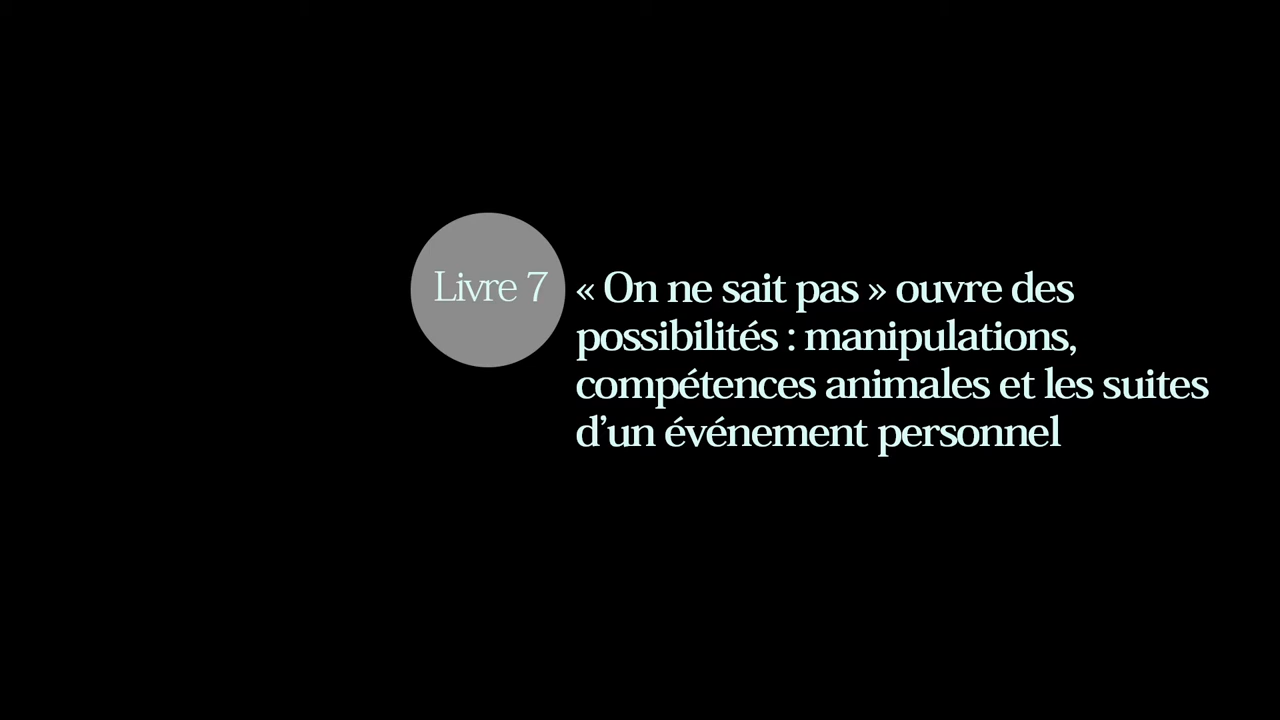 Livre 7
« On ne sait pas » ouvre des
possibilités : manipulations,
compétences animales et les suites
d’un événement personnel